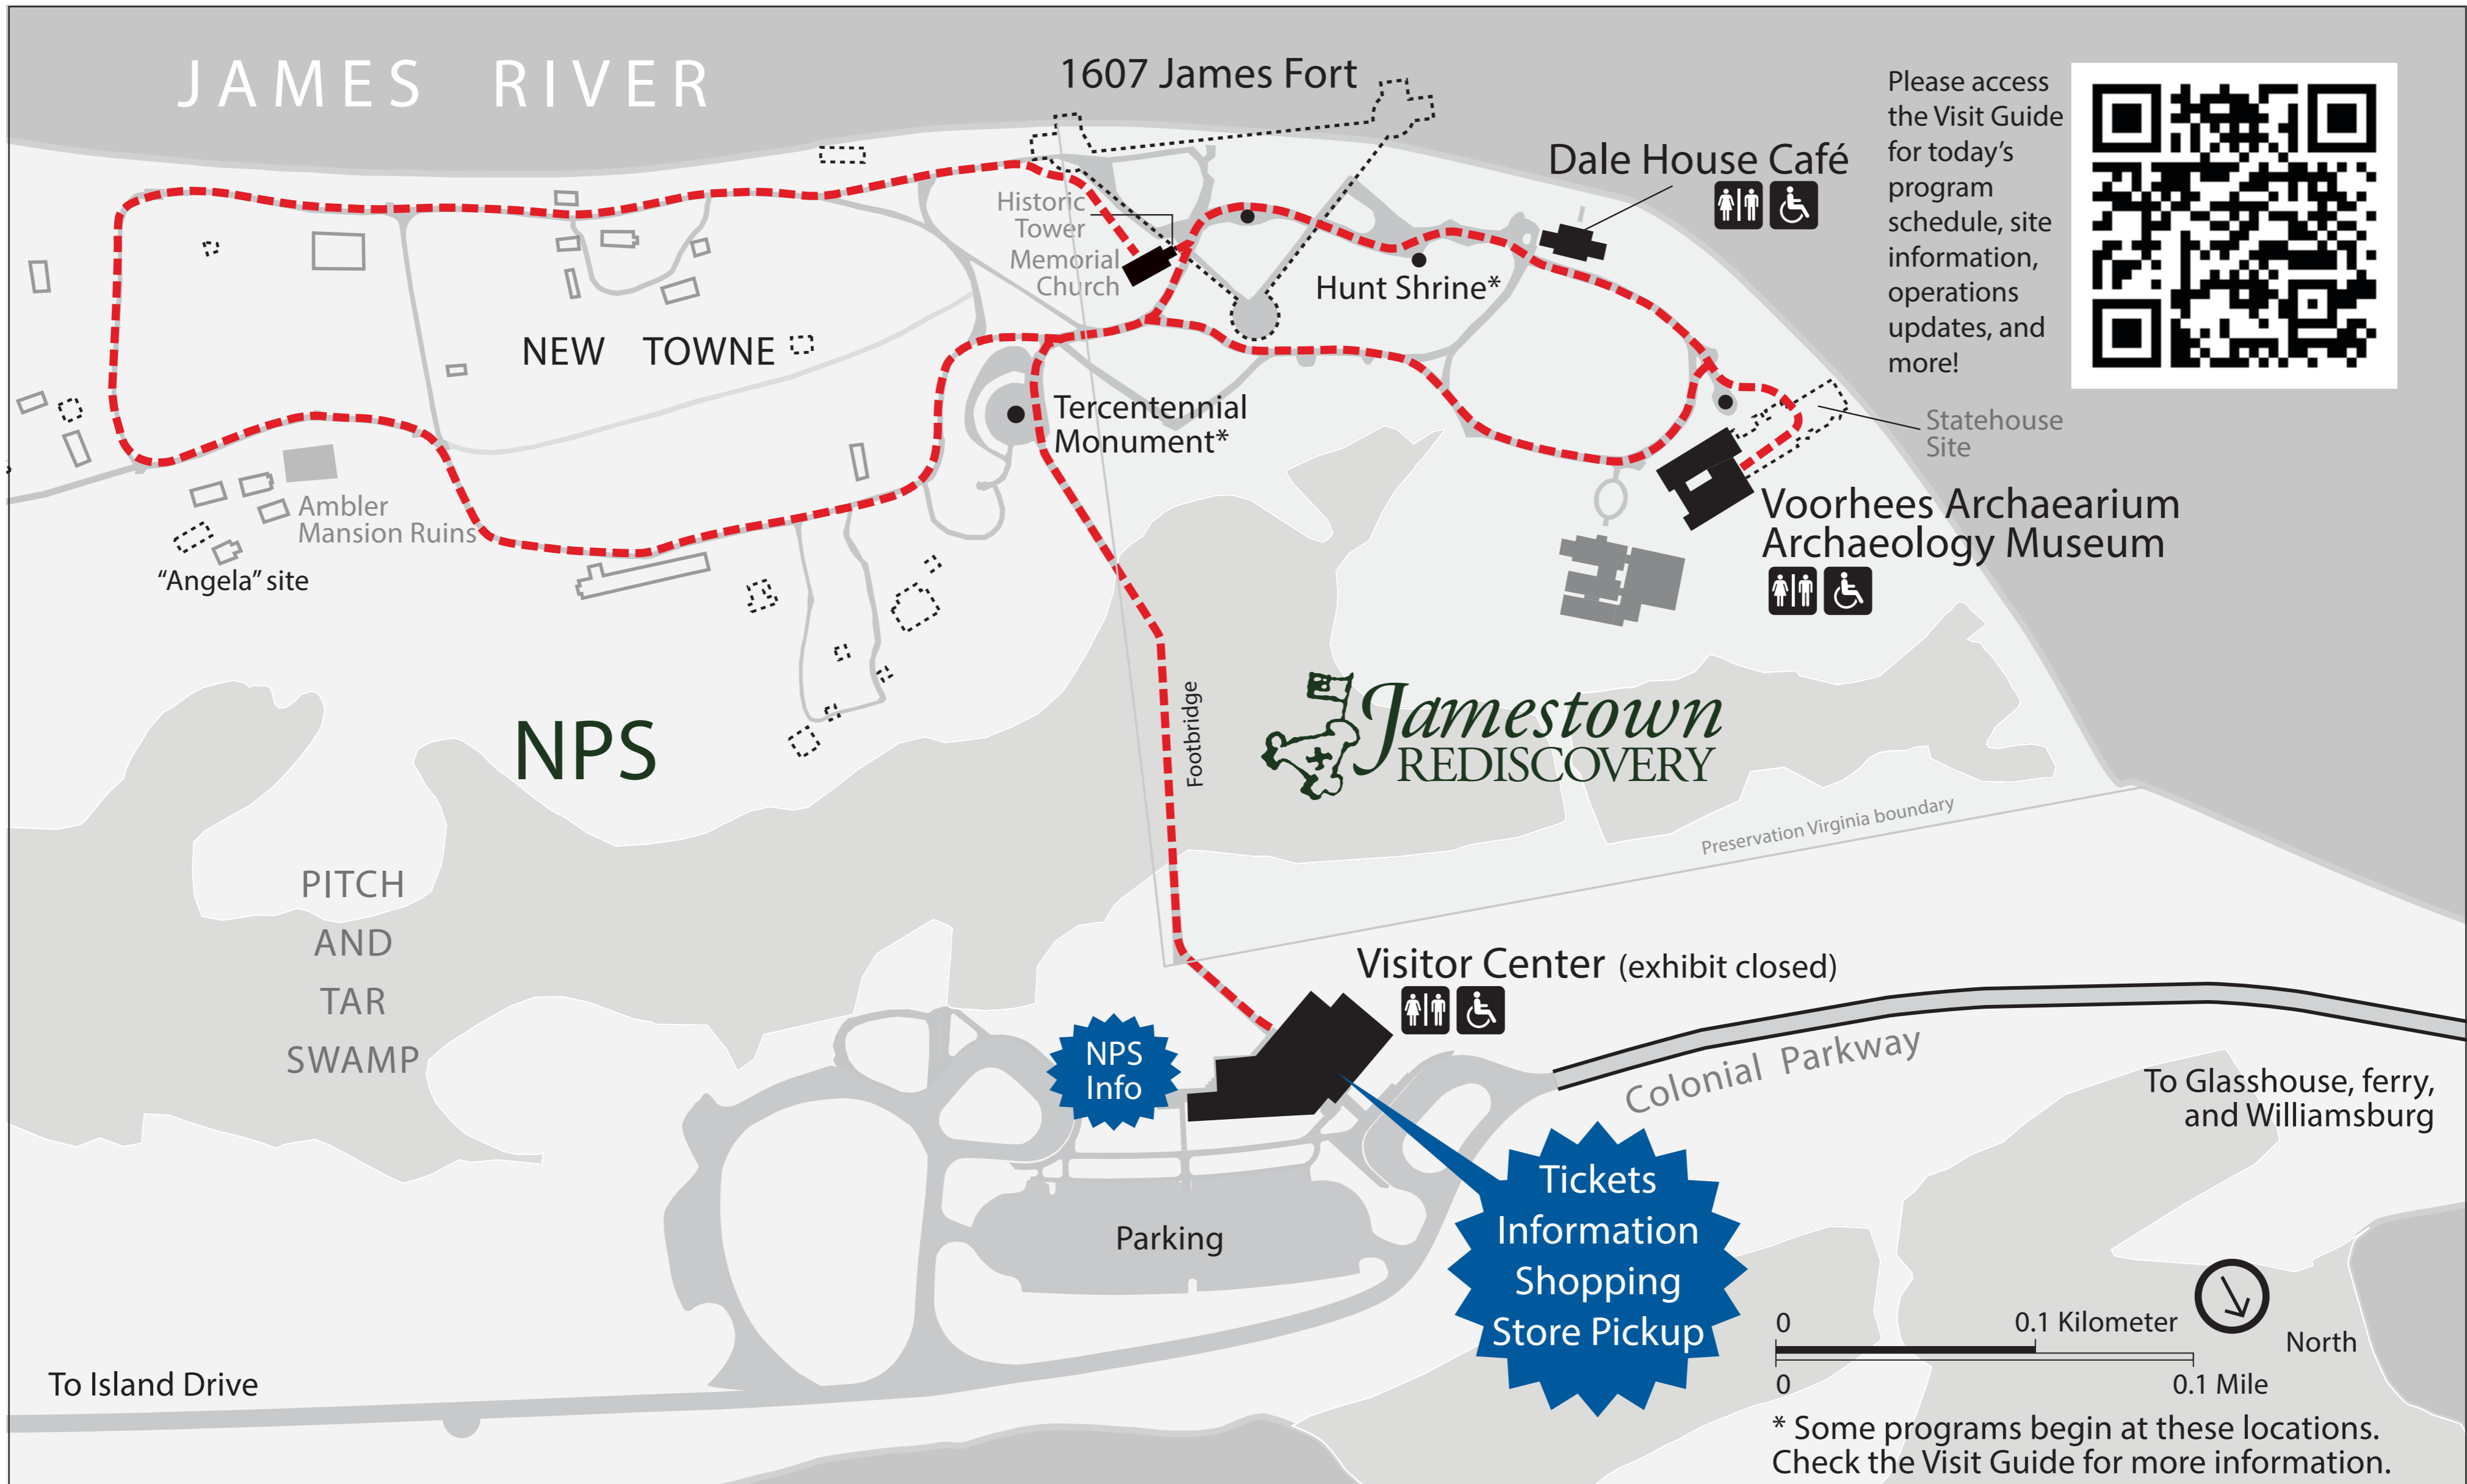 JAMES RIVER
1607 James Fort
Please access
the Visit Guide
for today’s
program
schedule, site
information,
operations
updates, and
more!
Dale House Café
Historic
Tower
Memorial
Church
Hunt Shrine*
NEW TOWNE
Tercentennial
Monument*
Statehouse
Site
Ambler
Mansion Ruins
“Angela” site
Voorhees Archaearium
Archaeology Museum
NPS
Footbridge
Jamestown
REDISCOVERY
Preservation Virginia boundary
PITCH
AND
TAR
SWAMP
Visitor Center (exhibit closed)
NPS
Info
Colonial Parkway
To Glasshouse, ferry,
and Williamsburg
Tickets
Information
Shopping
Store Pickup
Parking
To Island Drive
0 0.1 Kilometer
North
0 0.1 Mile
* Some programs begin at these locations.
Check the Visit Guide for more information.